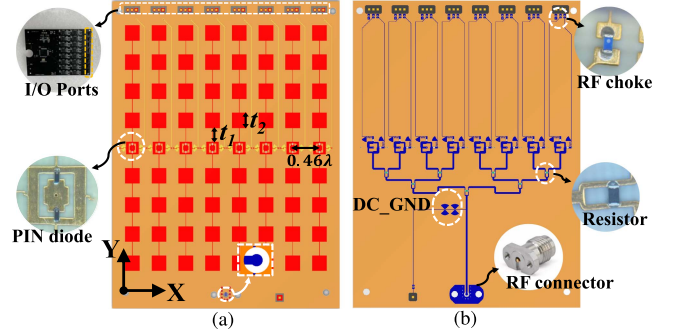 I/O Ports
t1
t2
0.46λ
PIN diode
Y
X
(a)
RF choke
DC_GND
Resistor
RF connector
(b)